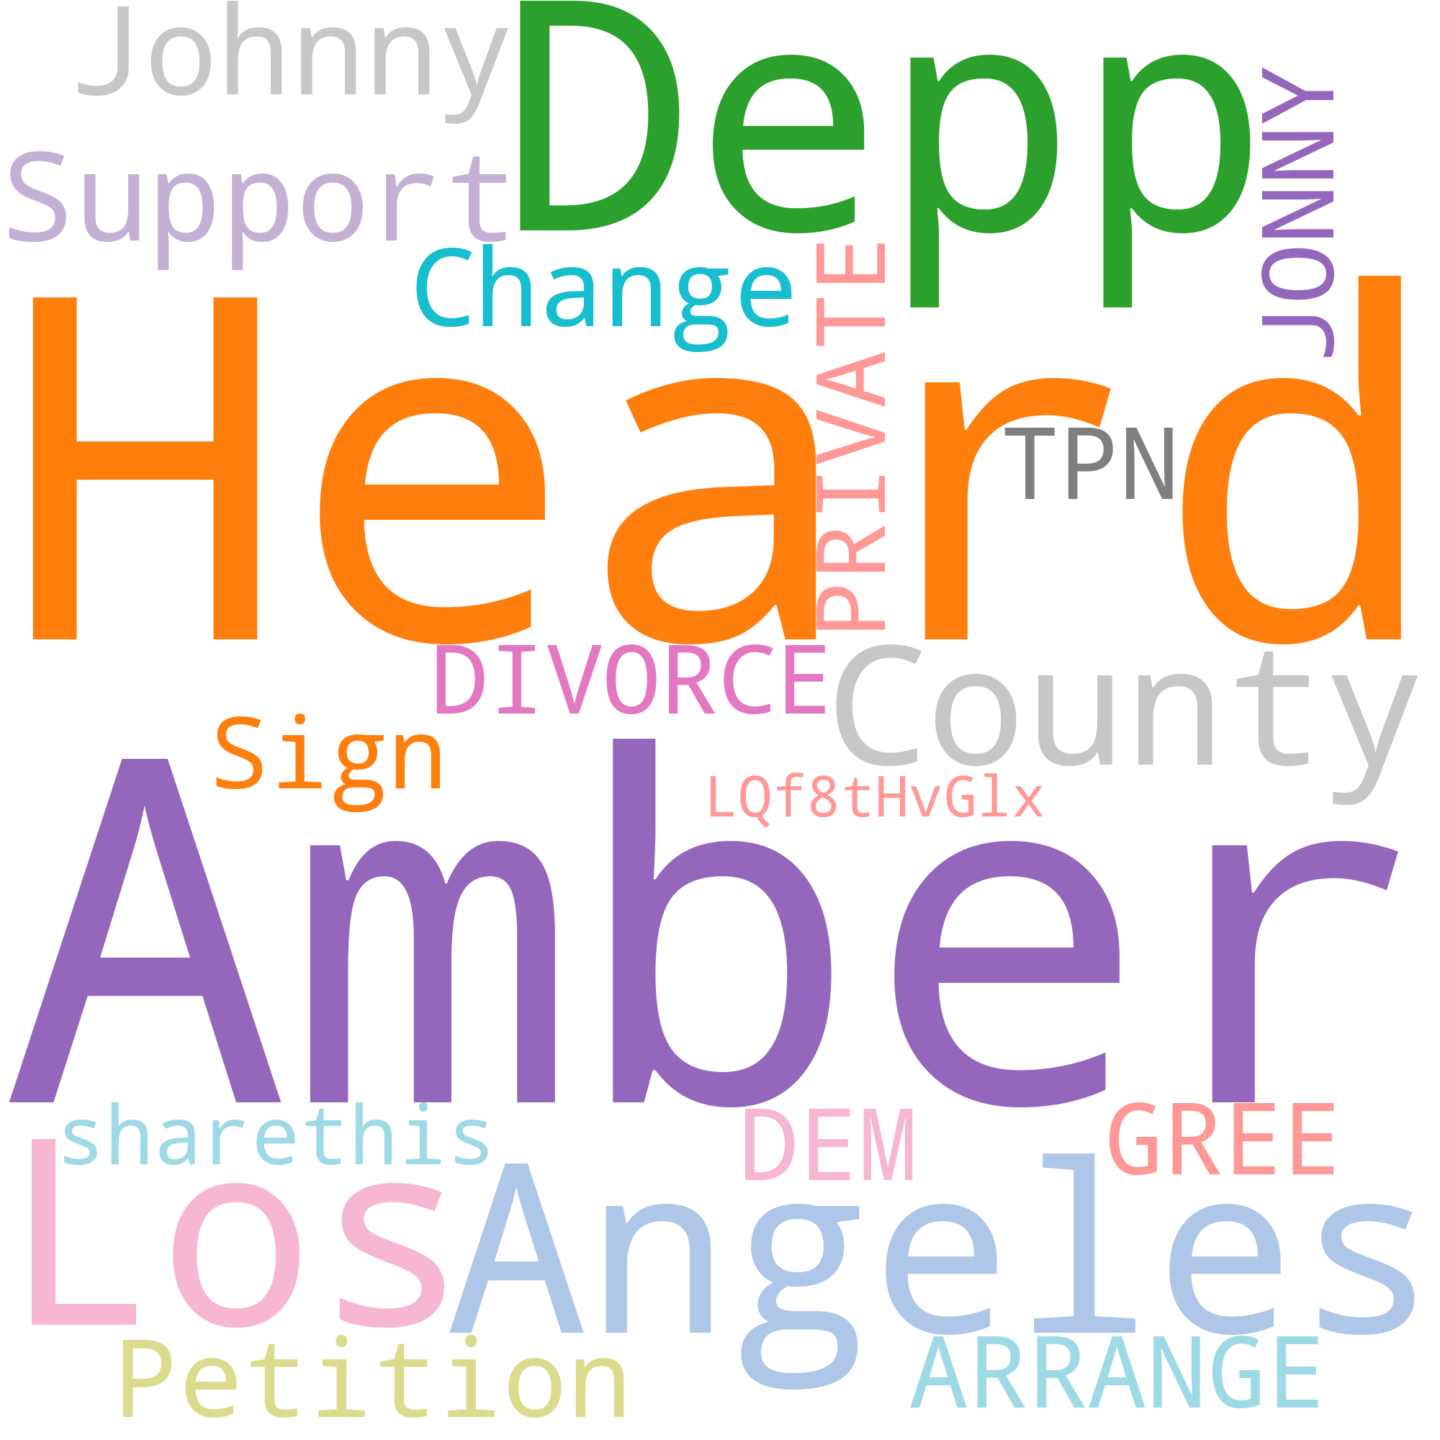 Johnny
Depp
JONNY
Support
Change
PRIVATE
Heard
TPN
DIVORCE
County
Sign
LQf8tHvGlx
Amber
sharethis
DEM
GREE
Los
Angeles
Petition
ARRANGE